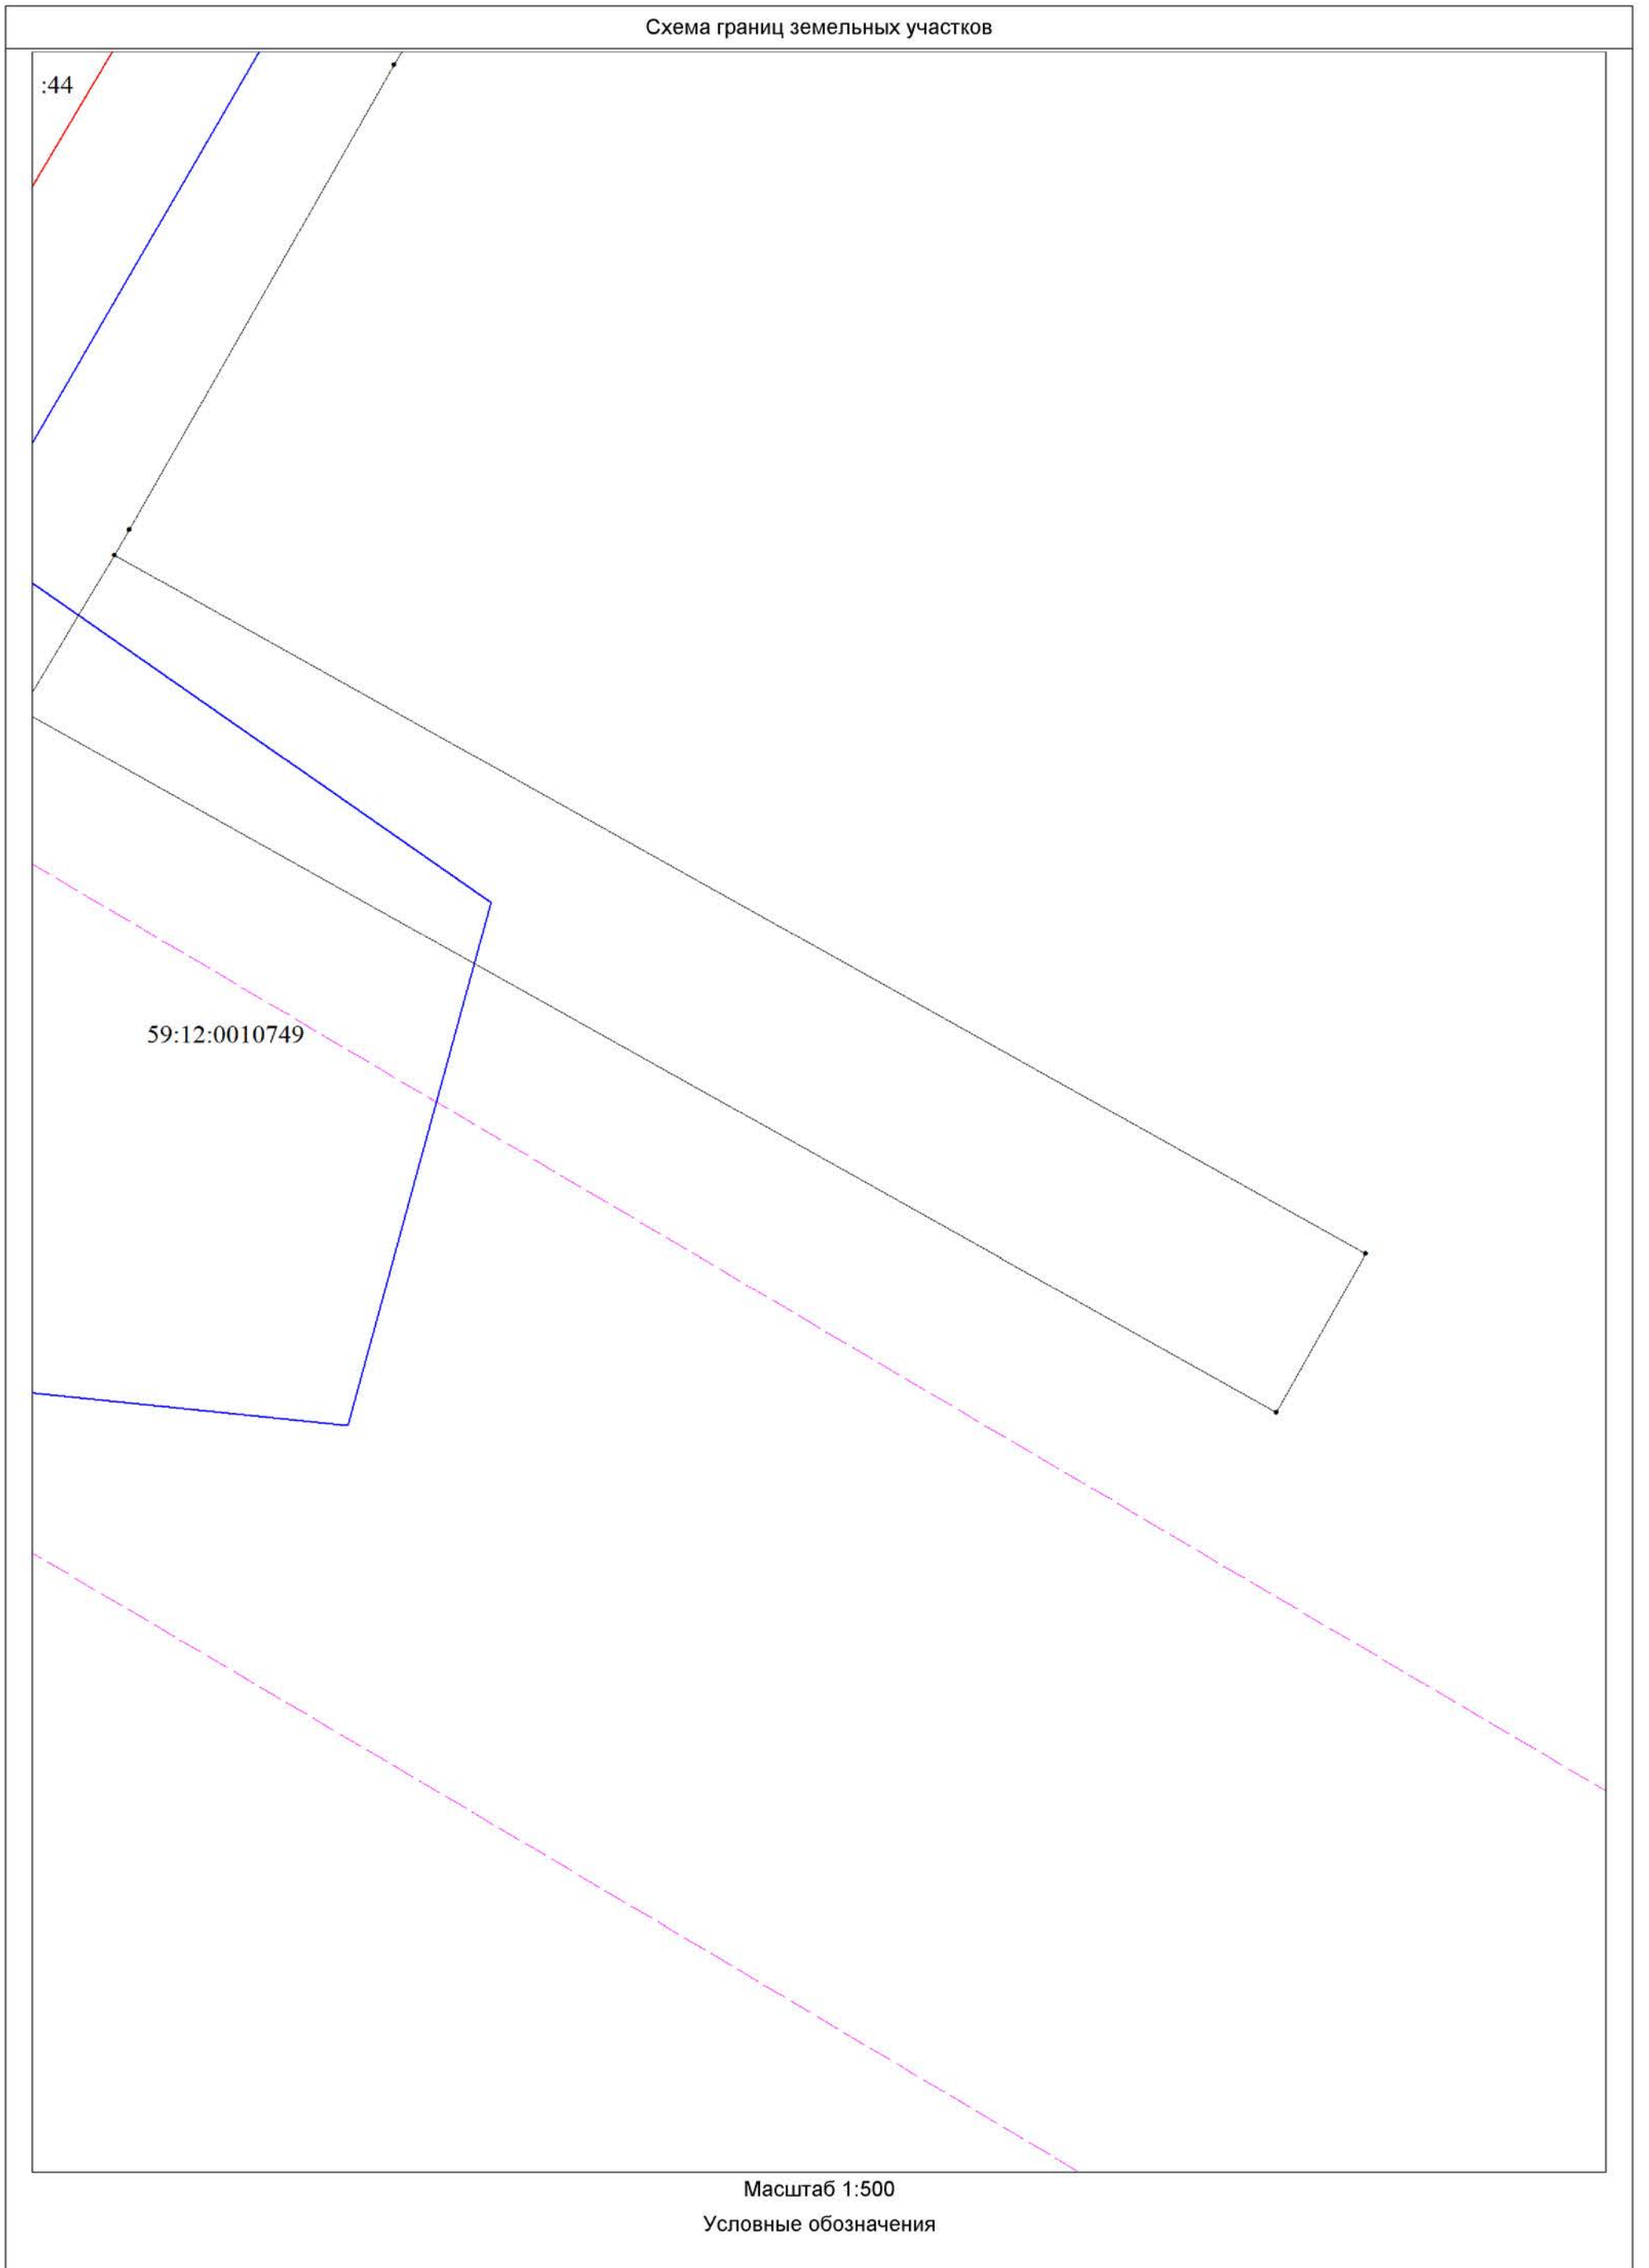 Схема границ земельных участков
:44
59:12:0010749
Масштаб 1:500
Условные обозначения